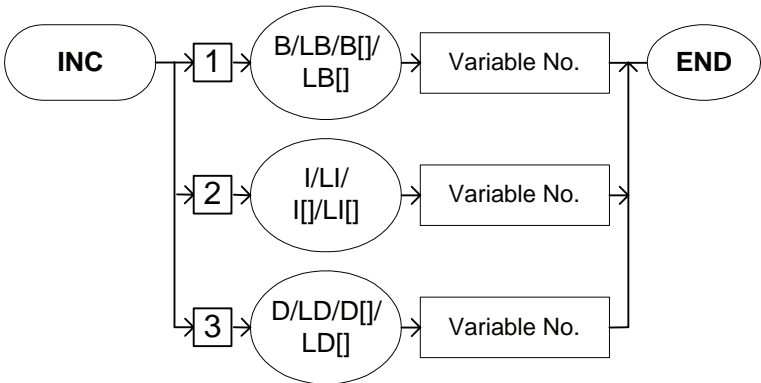 INC
1
B/LB/B[]/
LB[]
Variable No.
END
2
I/LI/
I[]/LI[]
Variable No.
3
D/LD/D[]/
LD[]
Variable No.